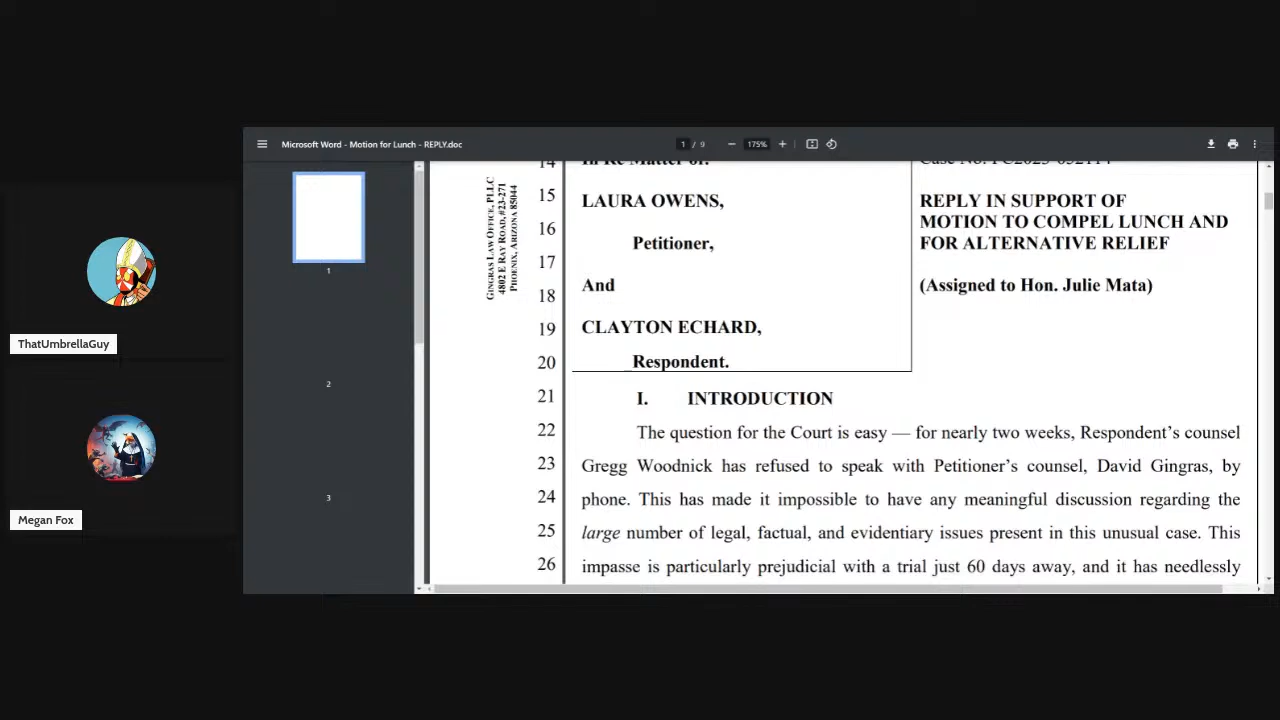 Microsoft Word - Motion for Lunch - REPLY.doc
1 / 9
175%
ThatUmbrellaGuy
Megan Fox
1
2
3
GINGRAS LAW OFFICE, PLLC
4802 E RAY ROAD, #23-271
PHOENIX, ARIZONA 85044
14
In Re Matter of:
15
LAURA OWENS,
16
Petitioner,
17
And
18
19
CLAYTON ECHARD,
20
Respondent.
REPLY IN SUPPORT OF
MOTION TO COMPEL LUNCH AND
FOR ALTERNATIVE RELIEF
(Assigned to Hon. Julie Mata)
21 I. INTRODUCTION
22 The question for the Court is easy — for nearly two weeks, Respondent’s counsel
23 Gregg Woodnick has refused to speak with Petitioner’s counsel, David Gingras, by
24 phone. This has made it impossible to have any meaningful discussion regarding the
25 large number of legal, factual, and evidentiary issues present in this unusual case. This
26 impasse is particularly prejudicial with a trial just 60 days away, and it has needlessly